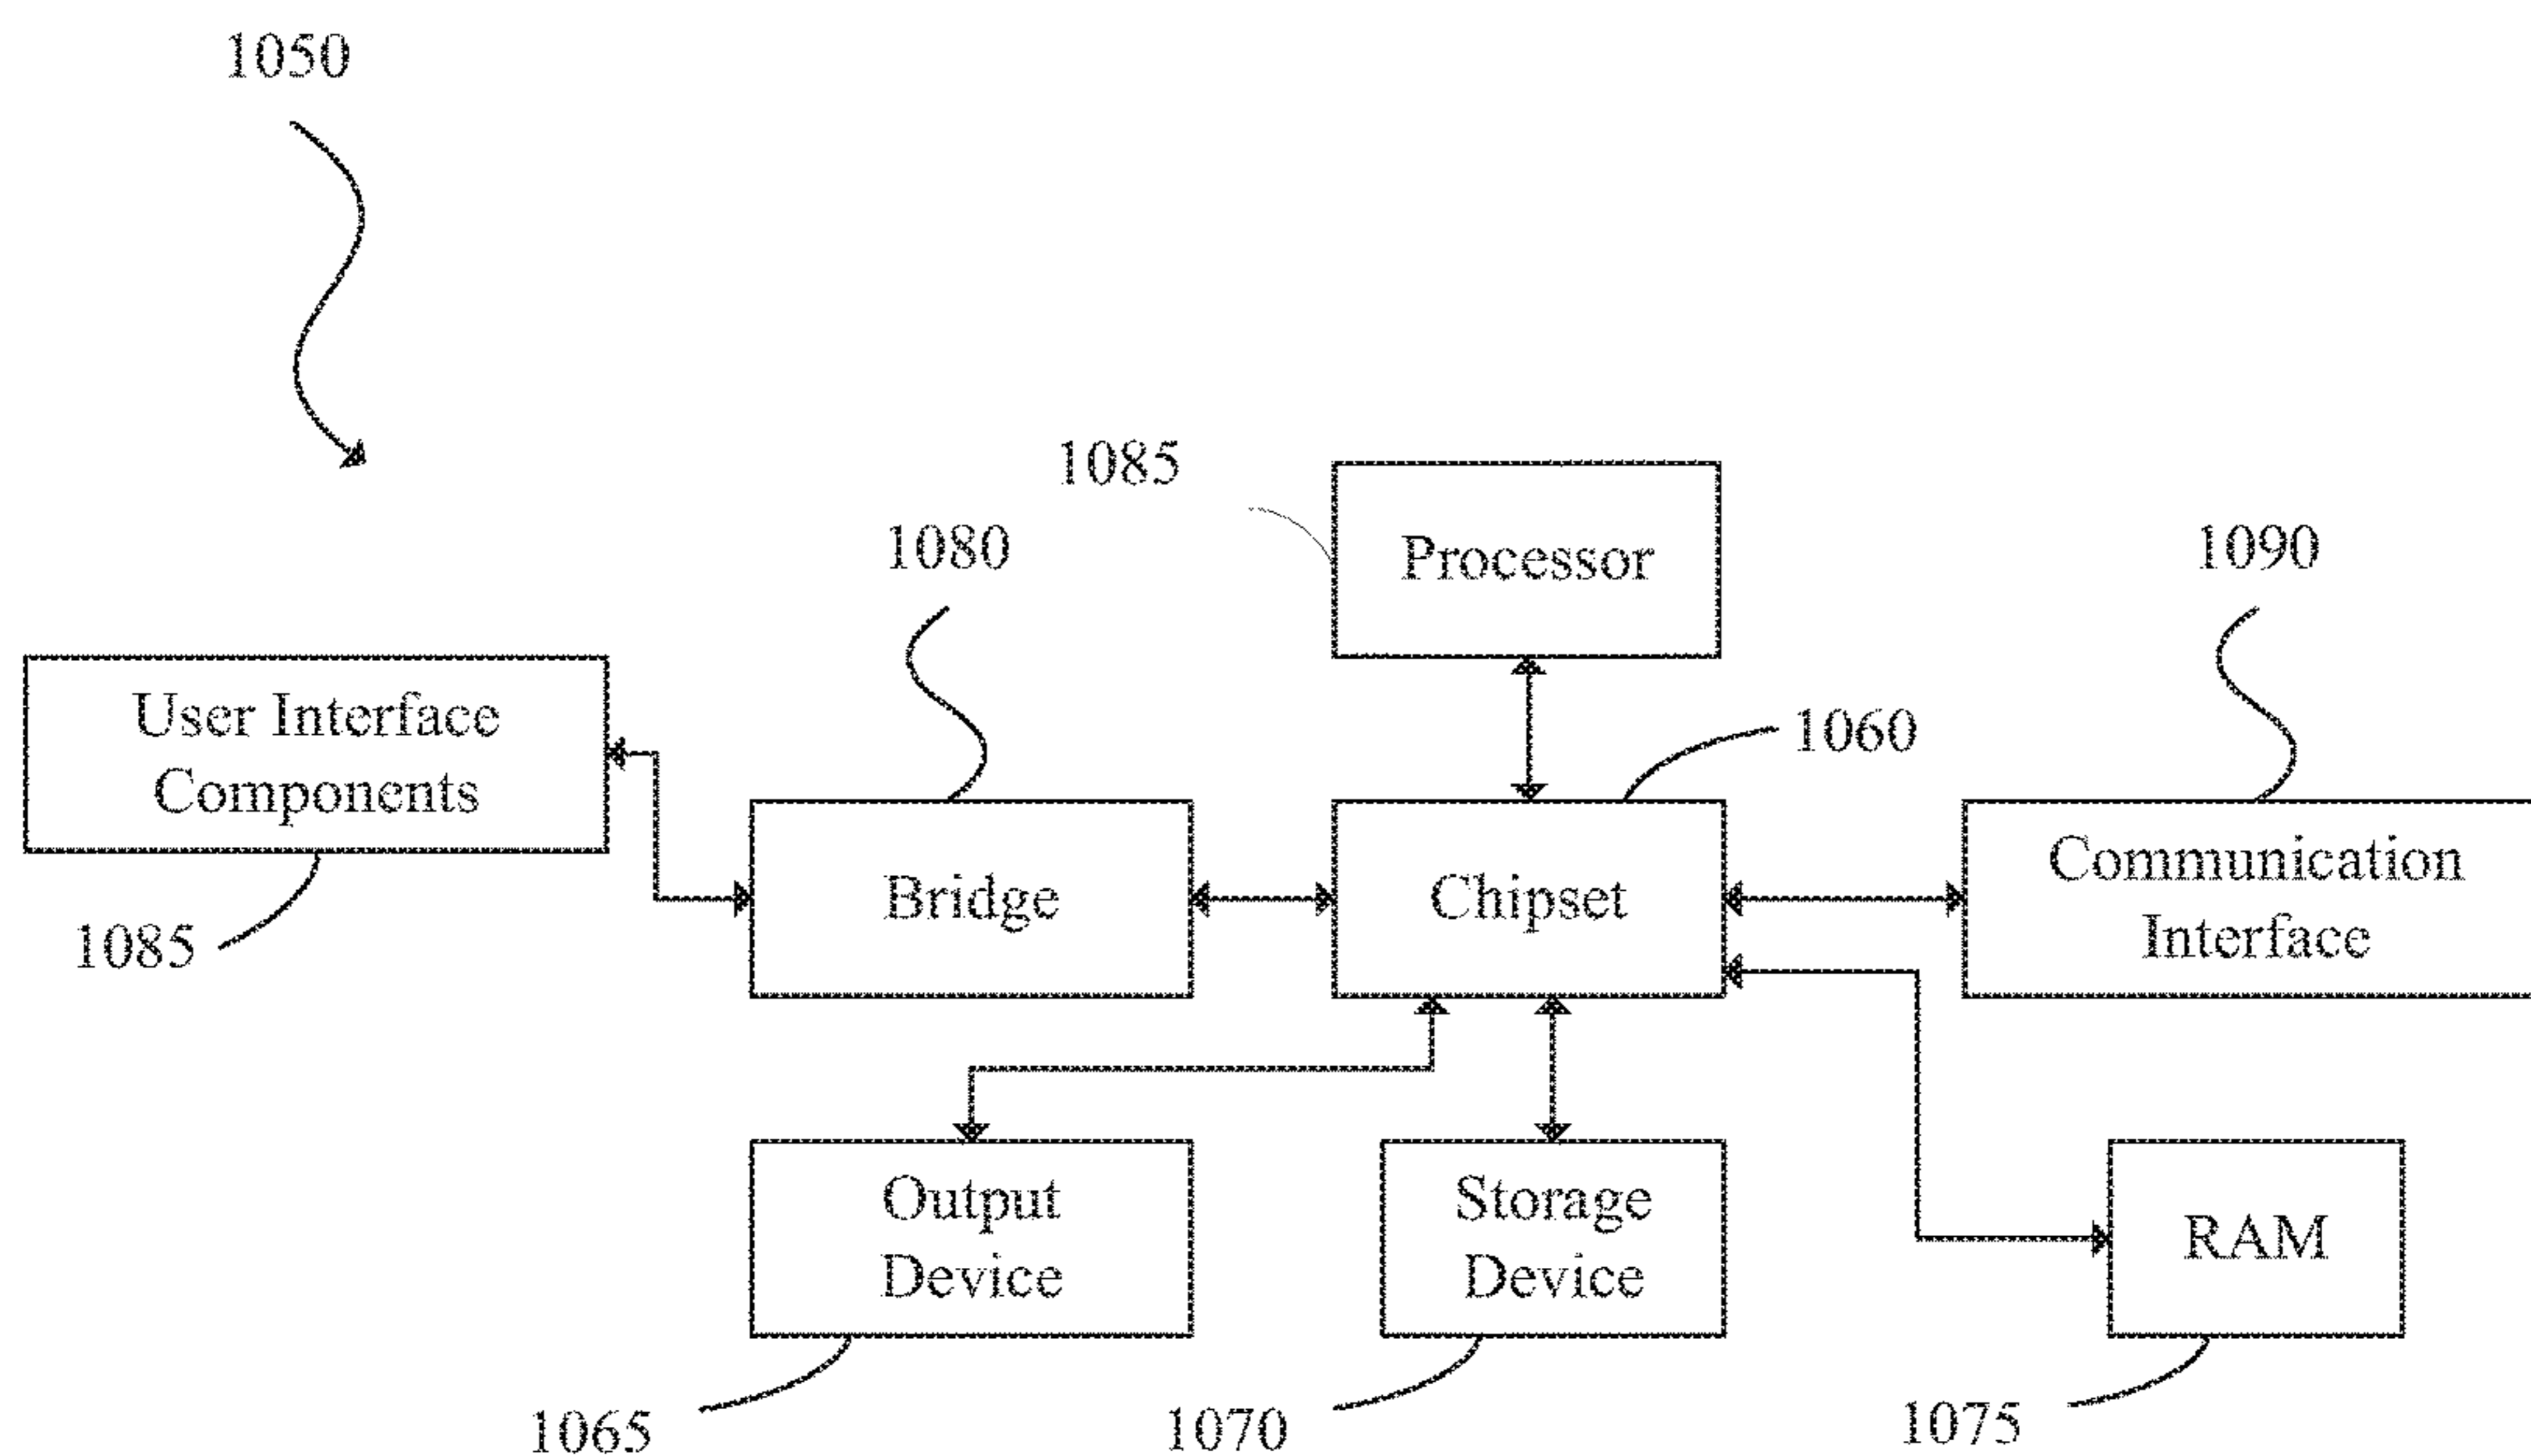 1050
1085
Processor
1080
1090
User Interface
Components
1060
1085
Bridge
Chipset
Communication
Interface
Output
Device
Storage
Device
RAM
1065
1070
1075